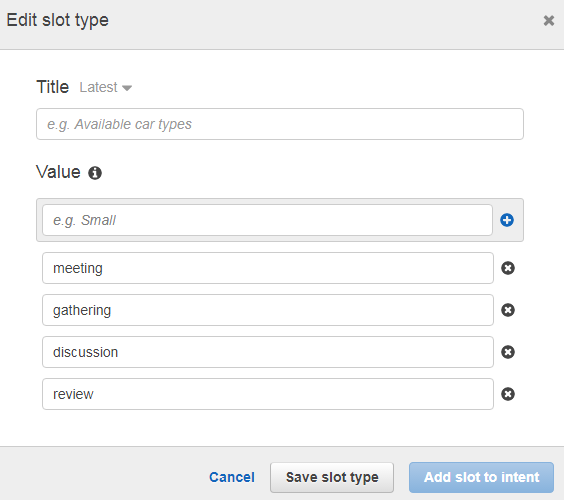 Edit slot type
Title Latest
e.g. Available car types
Value
e.g. Small
meeting
gathering
discussion
review
Cancel Save slot type Add slot to intent